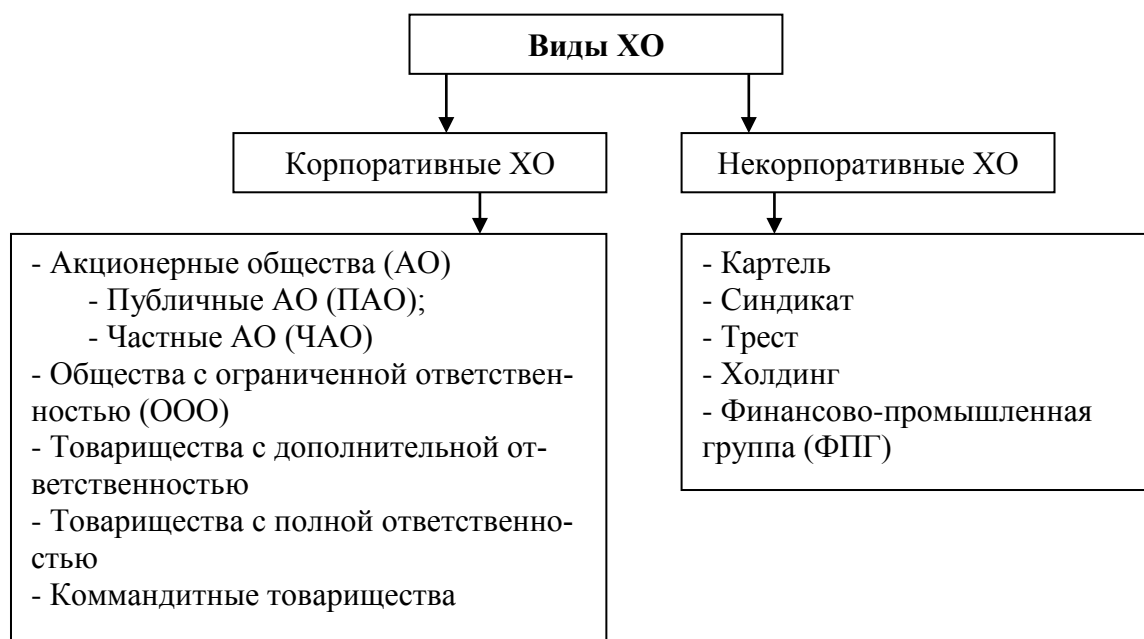 Виды ХО
Корпоративные ХО
Некорпоративные ХО
- Акционерные общества (АО)
- Публичные АО (ПАО);
- Частные АО (ЧАО)
- Общества с ограниченной ответствен-
ностью (ООО)
- Товарищества с дополнительной от-
ветственностью
- Товарищества с полной ответственно-
стью
- Коммандитные товарищества
- Картель
- Синдикат
- Трест
- Холдинг
- Финансово-промышленная
группа (ФПГ)